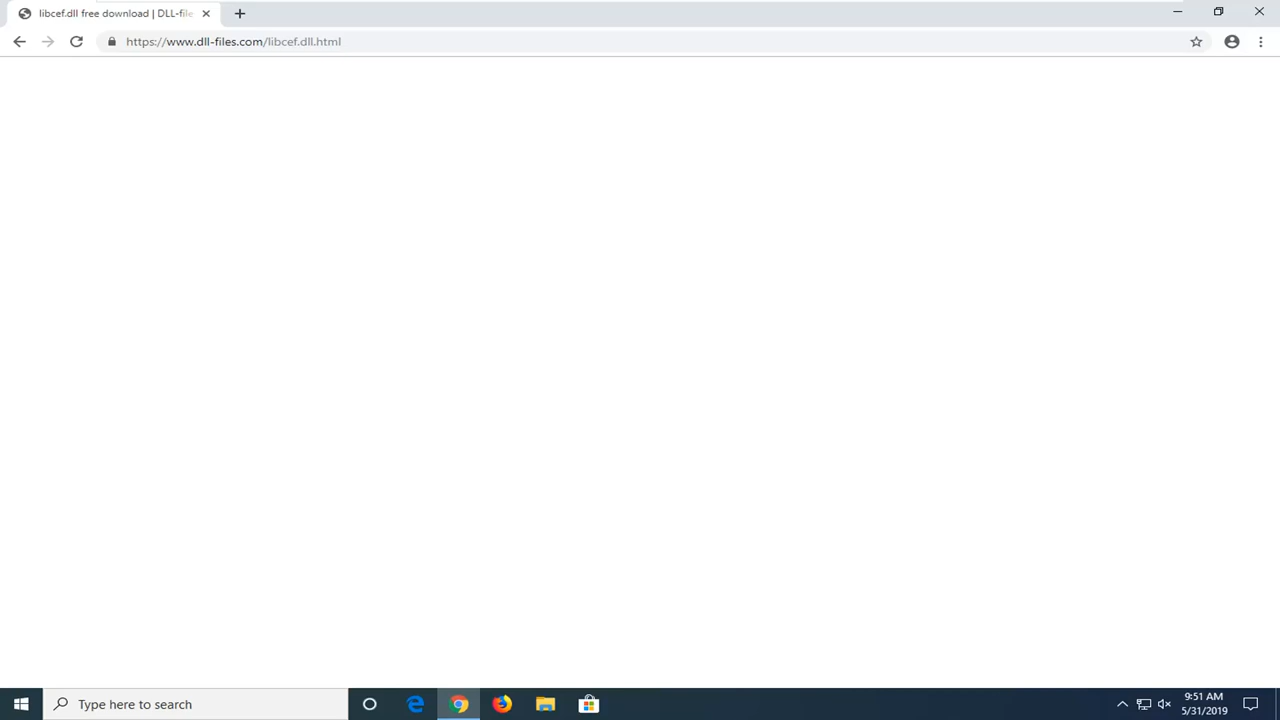 libcef.dll free download | DLL-file
https://www.dll-files.com/libcef.dll.html
Type here to search
9:51 AM
5/31/2019